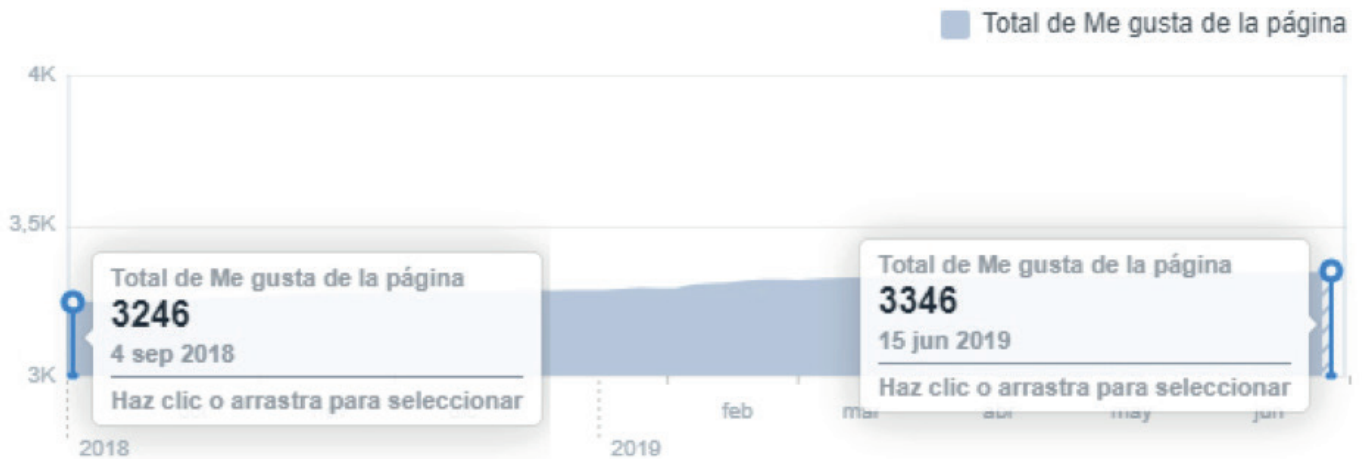 Total de Me gusta de la página
4K
3,5K
3K
Total de Me gusta de la página
3246
4 sep 2018
Haz clic o arrastra para seleccionar
Total de Me gusta de la página
3346
15 jun 2019
Haz clic o arrastra para seleccionar
feb
mar
abr
may
jun
2018
2019